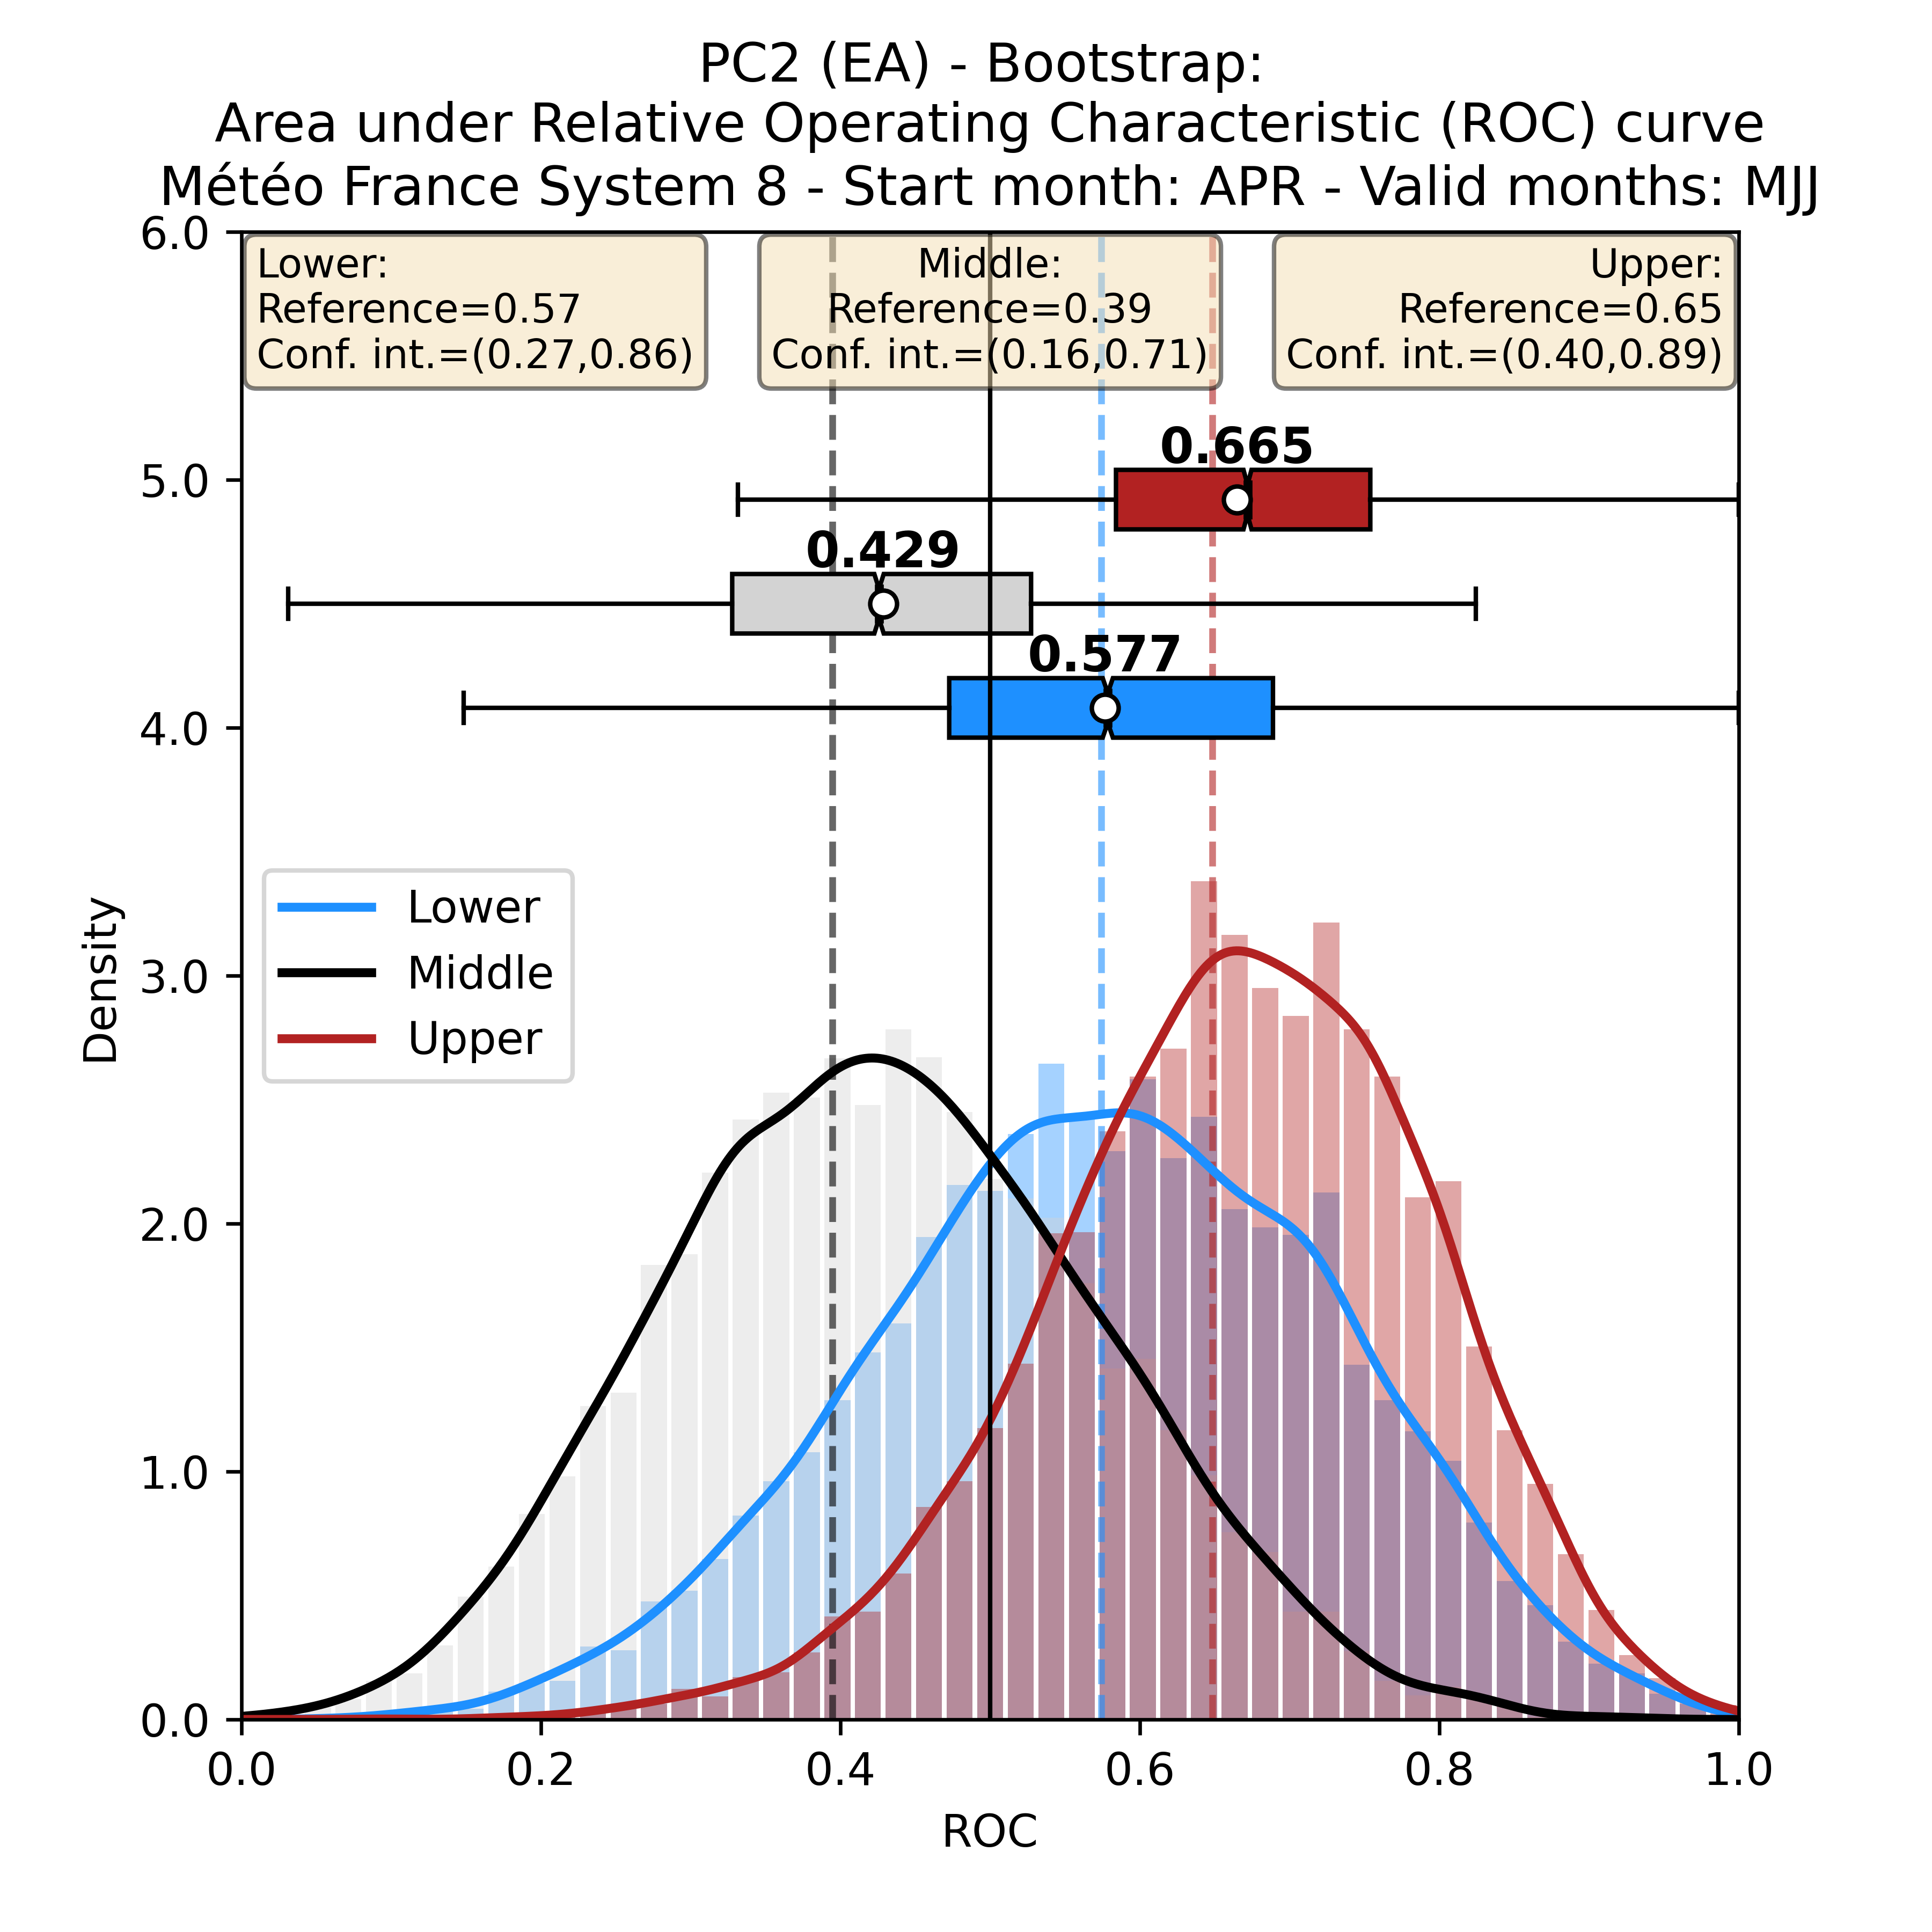 PC2 (EA) - Bootstrap:
Area under Relative Operating Characteristic (ROC) curve
Météo France System 8 - Start month: APR - Valid months: MJJ
Lower:
Reference=0.57
Conf. int.=(0.27,0.86)
Middle:
Reference=0.39
Conf. int.=(0.16,0.71)
Upper:
Reference=0.65
Conf. int.=(0.40,0.89)
0.665
0.429
0.577
Lower
Middle
Upper
Density
6.0
5.0
4.0
3.0
2.0
1.0
0.0
0.0 0.2 0.4 0.6 0.8 1.0
ROC